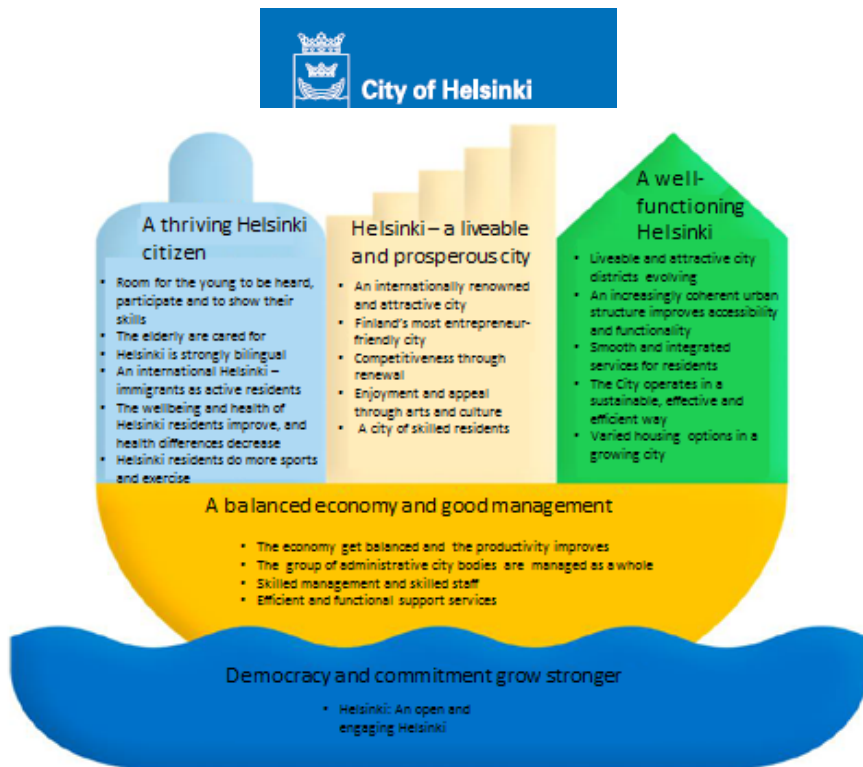 City of Helsinki
A thriving Helsinki
citizen
• Room for the young to be heard,
participate and to show their
skills
• The elderly are cared for
• Helsinki is strongly bilingual
• An international Helsinki –
immigrants as active residents
• The wellbeing and health of
Helsinki residents improve, and
health differences decrease
• Helsinki residents do more sports
and exercise
Helsinki – a liveable
and prosperous city
• An internationally renowned
and attractive city
• Finland's most entrepreneur-
friendly city
• Competitiveness through
renewal
• Enjoyment and appeal
through arts and culture
• A city of skilled residents
A well-
functioning
Helsinki
• Liveable and attractive city
districts evolving
• An increasingly coherent urban
structure improves accessibility
and functionality
• Smooth and integrated
services for residents
• The City operates in a
sustainable, effective and
efficient way
• Varied housing options in a
growing city
A balanced economy and good management
• The economy get balanced and the productivity improves
• The group of administrative city bodies are managed as a whole
• Skilled management and skilled staff
• Efficient and functional support services
Democracy and commitment grow stronger
• Helsinki: An open and
engaging Helsinki